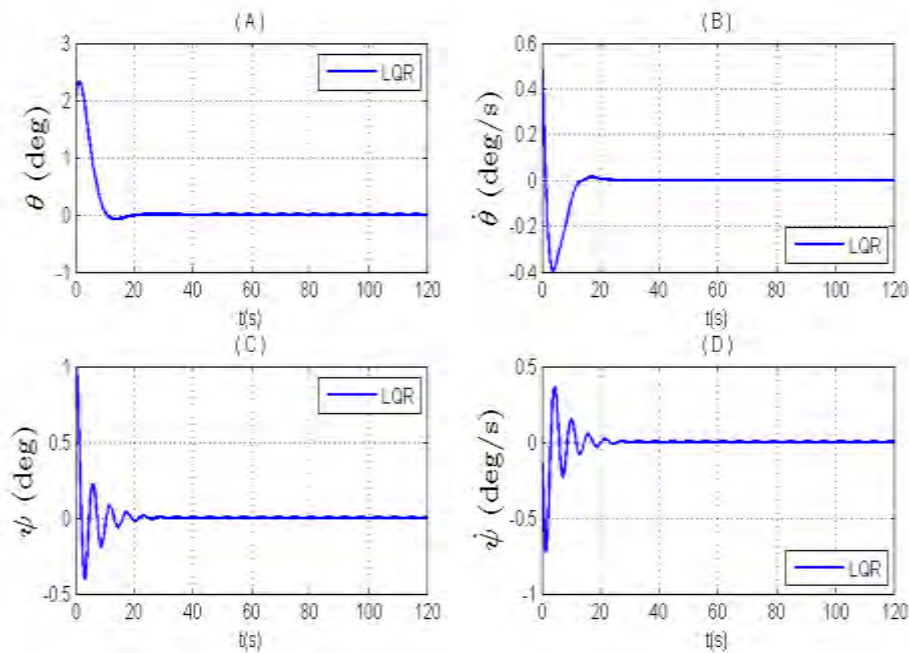 (A)
3
2
1
0
-1
θ (deg)
LQR
0 20 40 60 80 100 120
t(s)
(B)
0.6
0.4
0.2
0
-0.2
-0.4
θ̇ (deg/s)
LQR
0 20 40 60 80 100 120
t(s)
(C)
1
0.5
0
-0.5
ψ (deg)
LQR
0 20 40 60 80 100 120
t(s)
(D)
0.5
0
-0.5
-1
ψ̇ (deg/s)
LQR
0 20 40 60 80 100 120
t(s)